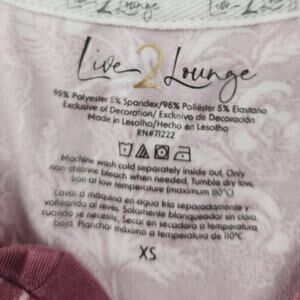 Live 2 Lounge
95% Polyester 5% Spandex/95% Poliéster 5% Elastano
Exclusive of Decoration/ Exclusivo de Decoración
Made in Lesotho/Hecho en Lesotho
RN#71222
Machine wash cold separately inside out, Only
non-chlorine bleach when needed, Tumble dry low,
Iron at low temperature (maximum 110°C)
Lavar a máquina en agua fría separadamente y
volteando al revés, Solamente blanqueador sin cloro
cuando se necesite, Secar en secadora a temperatura
baja, Planchar máximo a temperatura de 110°C
XS